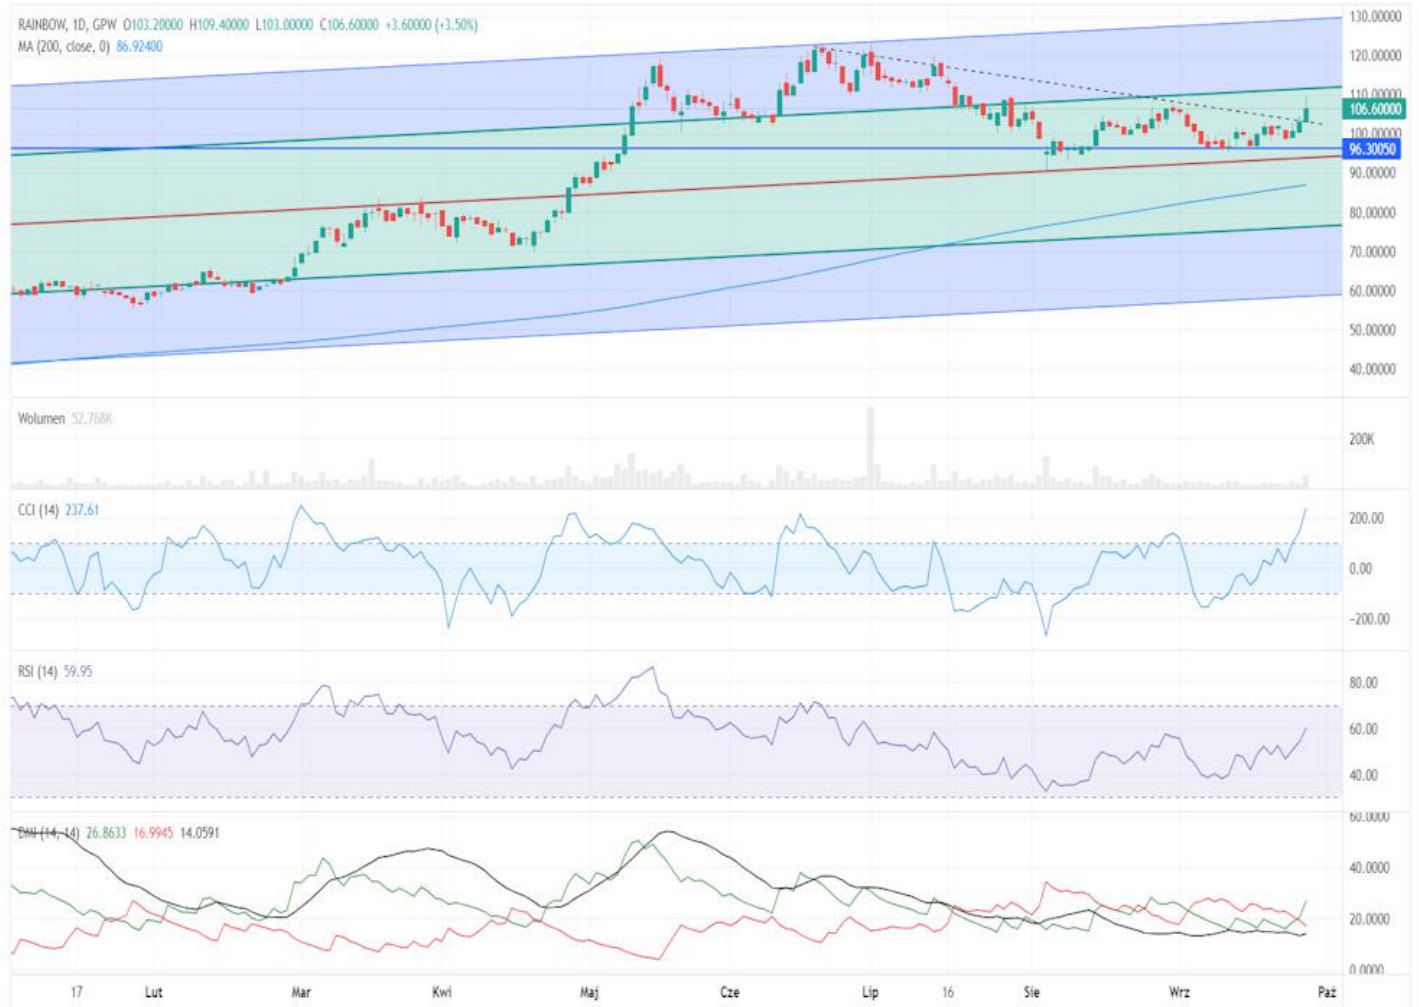 RAINBOW, 1D, GPW O103.20000 H109.40000 L103.00000 C106.60000 +3.60000 (+3.50%)
MA (200, close, 0) 86.92400
130.00000
120.00000
110.00000
106.60000
100.00000
96.30050
90.00000
80.00000
70.00000
60.00000
50.00000
40.00000
Wolumen 52.768K
200K
CCI (14) 237.61
200.00
0.00
−200.00
RSI (14) 59.95
80.00
60.00
40.00
DMI (14, 14) 26.8633 16.9945 14.0591
60.0000
40.0000
20.0000
0.0000
17 Lut Mar Kwi Maj Cze Lip 16 Sie Wrz Paź